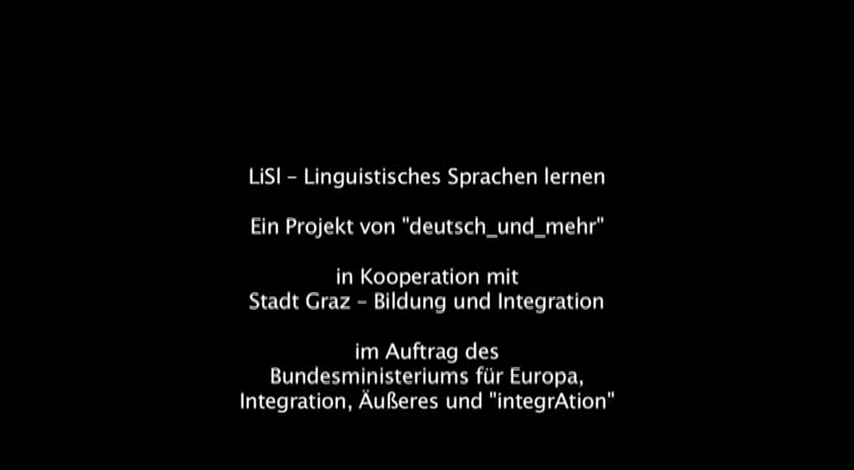 LiSl – Linguistisches Sprachen lernen
Ein Projekt von "deutsch_und_mehr"
in Kooperation mit
Stadt Graz – Bildung und Integration
im Auftrag des
Bundesministeriums für Europa,
Integration, Äußeres und "integrAtion"